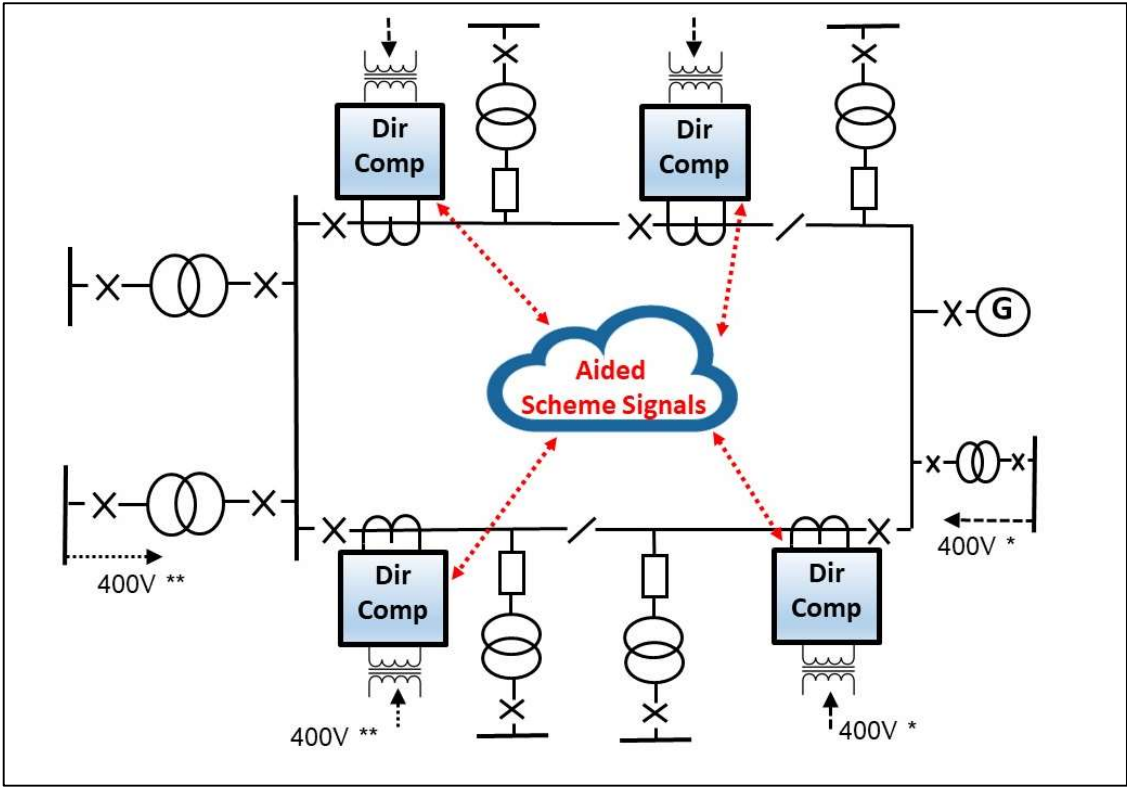 Dir
Comp
Dir
Comp
G
Aided
Scheme Signals
400V *
400V **
Dir
Comp
Dir
Comp
400V **
400V *